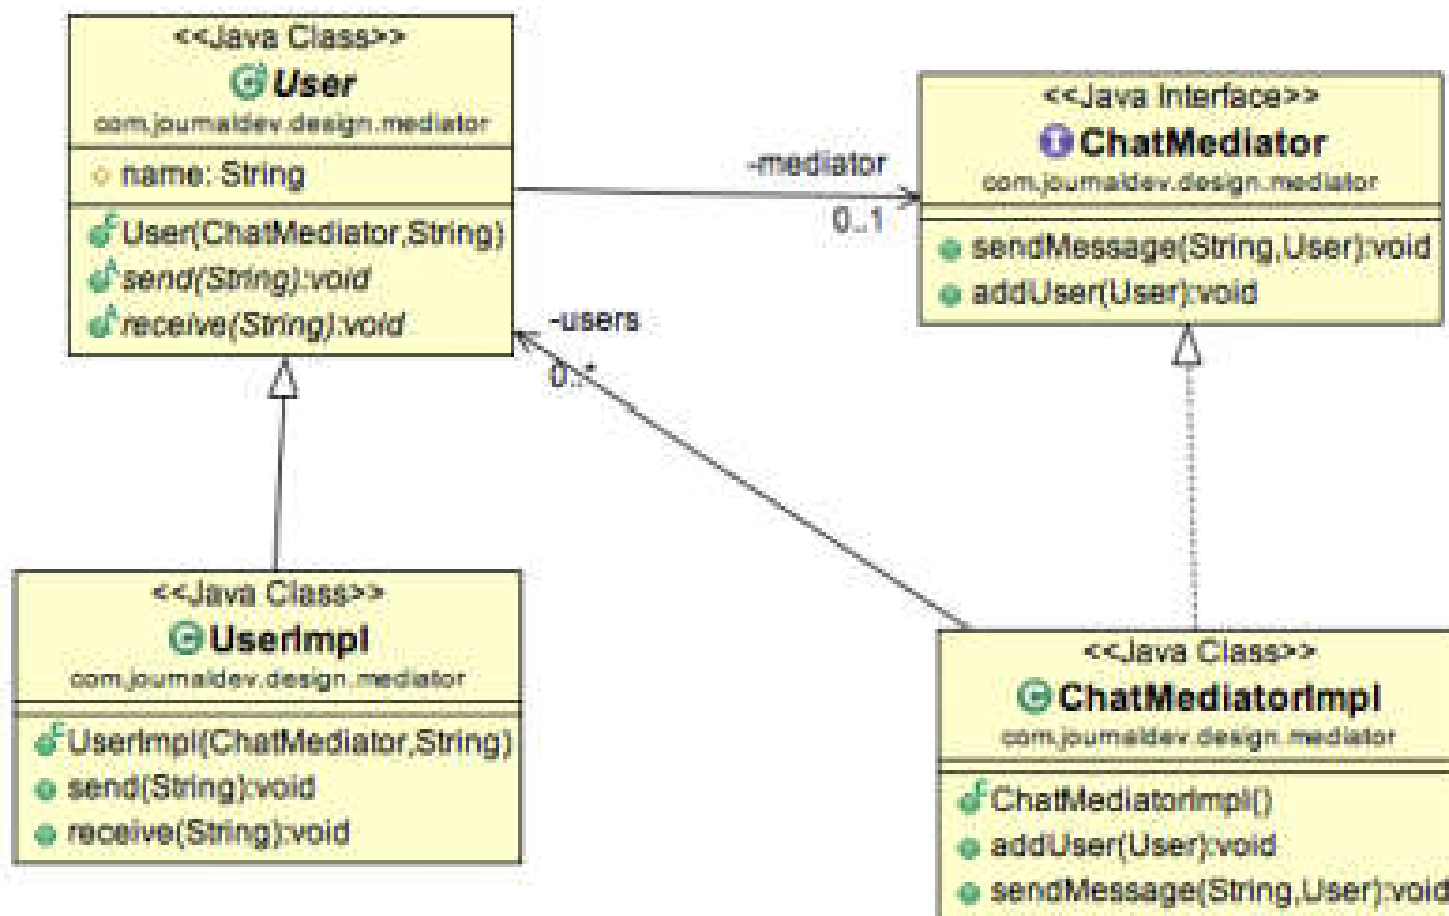 <<Java Class>>
User
com.journaldev.design.mediator
name: String
User(ChatMediator,String)
send(String):void
receive(String):void
-mediator
0..1
<<Java Interface>>
ChatMediator
com.journaldev.design.mediator
sendMessage(String,User):void
addUser(User):void
-users
0..*
<<Java Class>>
UserImpl
com.journaldev.design.mediator
UserImpl(ChatMediator,String)
send(String):void
receive(String):void
<<Java Class>>
ChatMediatorImpl
com.journaldev.design.mediator
ChatMediatorImpl()
addUser(User):void
sendMessage(String,User):void